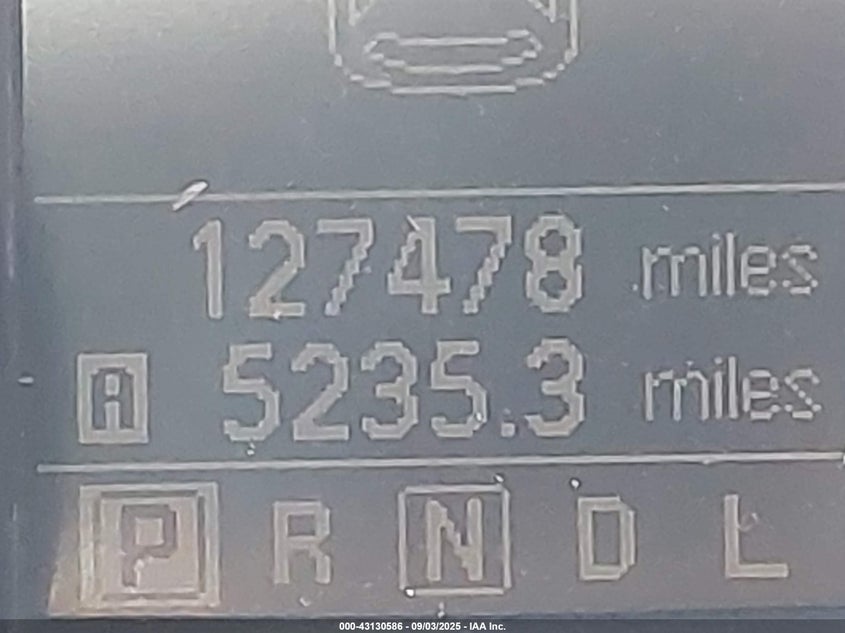 127478 miles
A 5235.3 miles
P R N D L
000-43130586 - 09/03/2025 - IAA Inc.